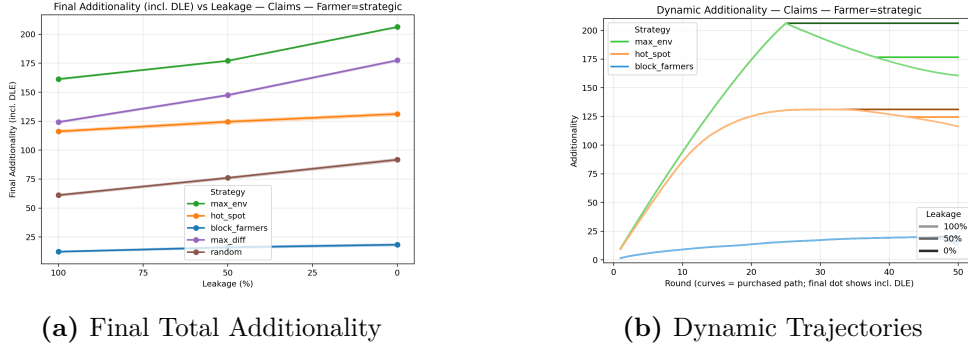 Final Additionality (incl. DLE) vs Leakage — Claims — Farmer=strategic
Final Additionality (incl. DLE)
200
175
150
125
100
75
50
25
100
75
50
25
0
Leakage (%)
Strategy
max_env
hot_spot
block_farmers
max_diff
random
(a) Final Total Additionality
Dynamic Additionality — Claims — Farmer=strategic
Additionality
200
175
150
125
100
75
50
25
0
0
10
20
30
40
50
Round (curves = purchased path; final dot shows incl. DLE)
Strategy
max_env
hot_spot
block_farmers
Leakage
100%
50%
0%
(b) Dynamic Trajectories